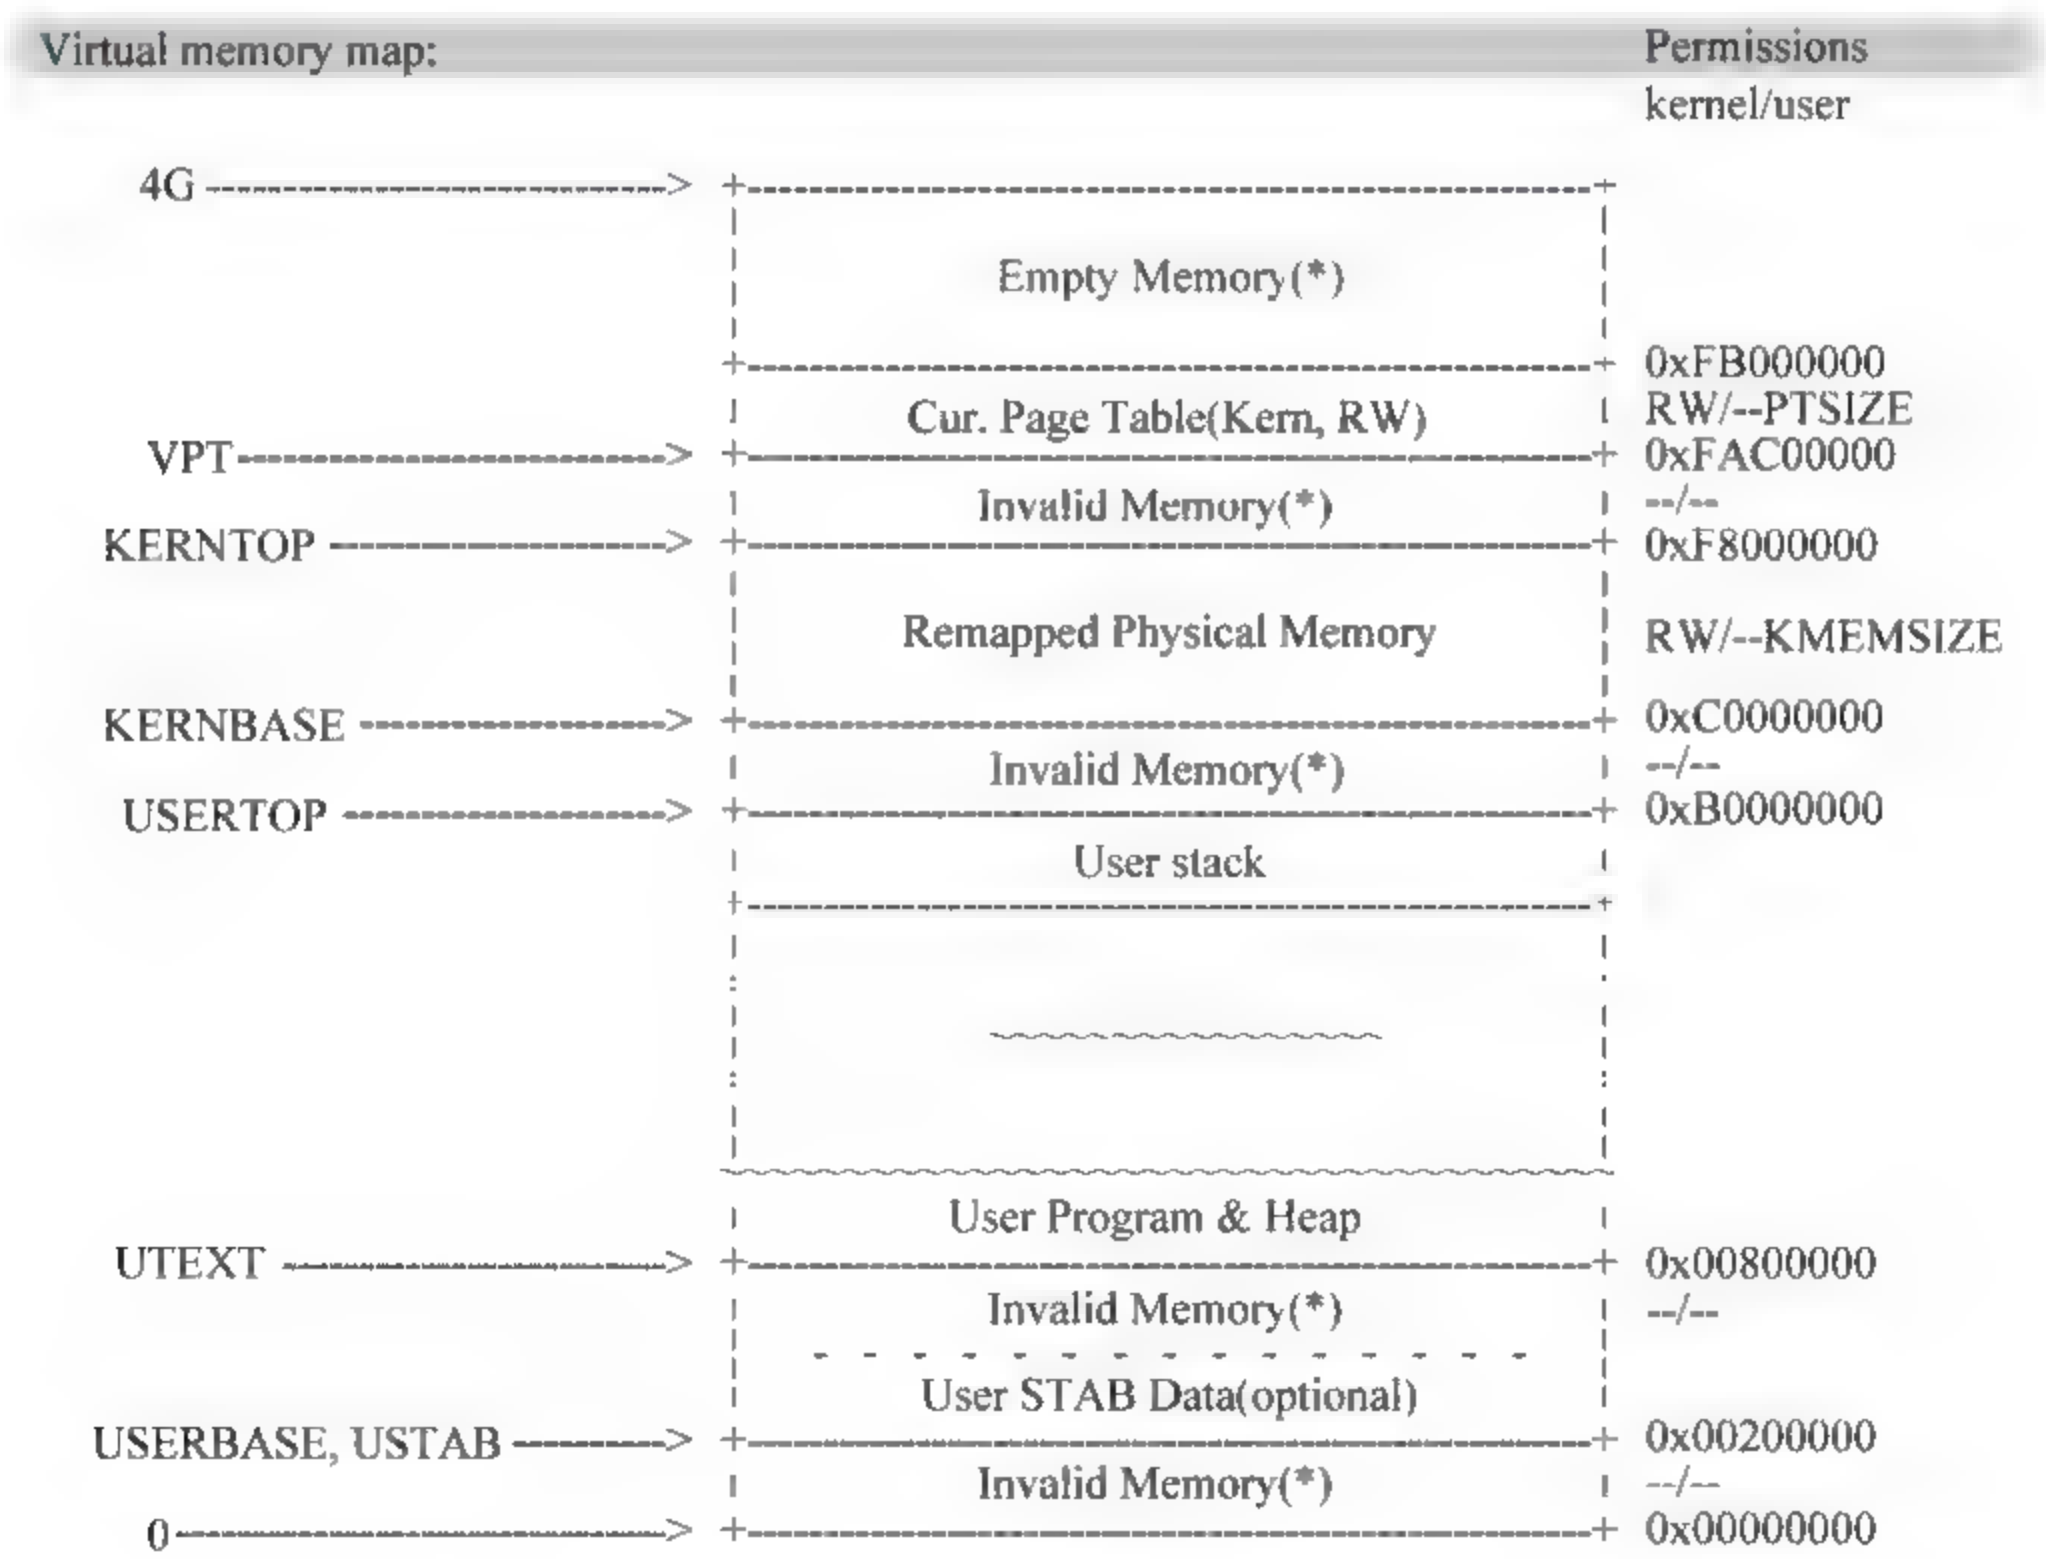 Virtual memory map: Permissions
kernel/user
4G ------------------------------> +--------------------------------------------------+
Empty Memory(*)
+--------------------------------------------------+ 0xFB000000
Cur. Page Table(Kern, RW) RW/--PTSIZE
VPT------------------------------> +--------------------------------------------------+ 0xFAC00000
Invalid Memory(*) --/--
KERNTOP ----------------------> +--------------------------------------------------+ 0xF8000000
Remapped Physical Memory RW/--KMEMSIZE
KERNBASE --------------------> +--------------------------------------------------+ 0xC0000000
Invalid Memory(*) --/--
USERTOP ---------------------> +--------------------------------------------------+ 0xB0000000
User stack
+--------------------------------------------------+
~~~~~~~~~~~~~~~~
~~~~~~~~~~~~~~~~~~~~~~~~~~~~~~~~~~~~
User Program & Heap
UTEXT ------------------------> +--------------------------------------------------+ 0x00800000
Invalid Memory(*) --/--
- - - - - - - - - - - - - - -
User STAB Data(optional)
USERBASE, USTAB ----------> +--------------------------------------------------+ 0x00200000
Invalid Memory(*) --/--
0 --------------------------------> +--------------------------------------------------+ 0x00000000